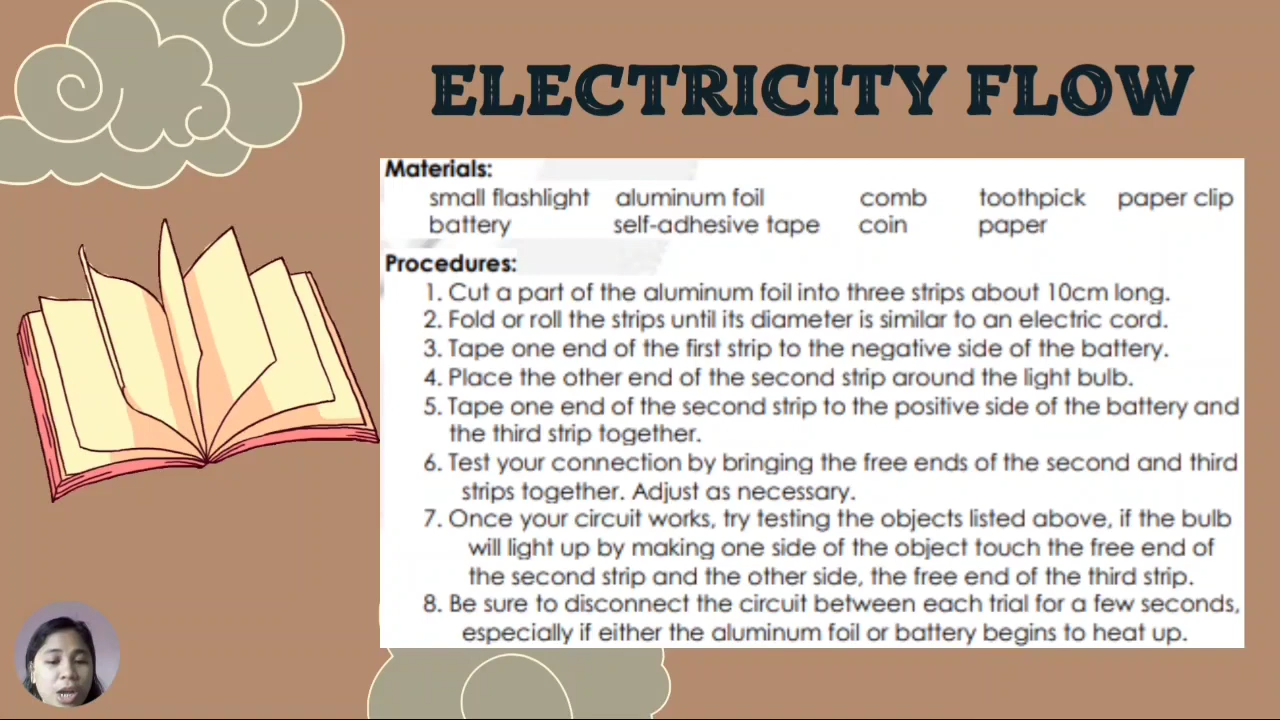 ELECTRICITY FLOW
Materials:
small flashlight aluminum foil comb toothpick paper clip
battery self-adhesive tape coin paper
Procedures:
1. Cut a part of the aluminum foil into three strips about 10cm long.
2. Fold or roll the strips until its diameter is similar to an electric cord.
3. Tape one end of the first strip to the negative side of the battery.
4. Place the other end of the second strip around the light bulb.
5. Tape one end of the second strip to the positive side of the battery and
the third strip together.
6. Test your connection by bringing the free ends of the second and third
strips together. Adjust as necessary.
7. Once your circuit works, try testing the objects listed above, if the bulb
will light up by making one side of the object touch the free end of
the second strip and the other side, the free end of the third strip.
8. Be sure to disconnect the circuit between each trial for a few seconds,
especially if either the aluminum foil or battery begins to heat up.